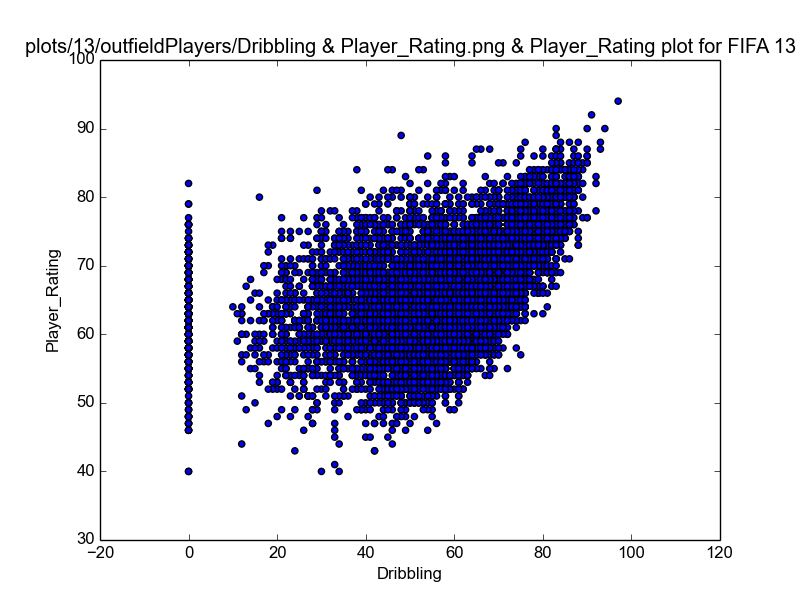 plots/13/outfieldPlayers/Dribbling & Player_Rating.png & Player_Rating plot for FIFA 13
100
90
80
70
60
50
40
30
Player_Rating
−20 0 20 40 60 80 100 120
Dribbling